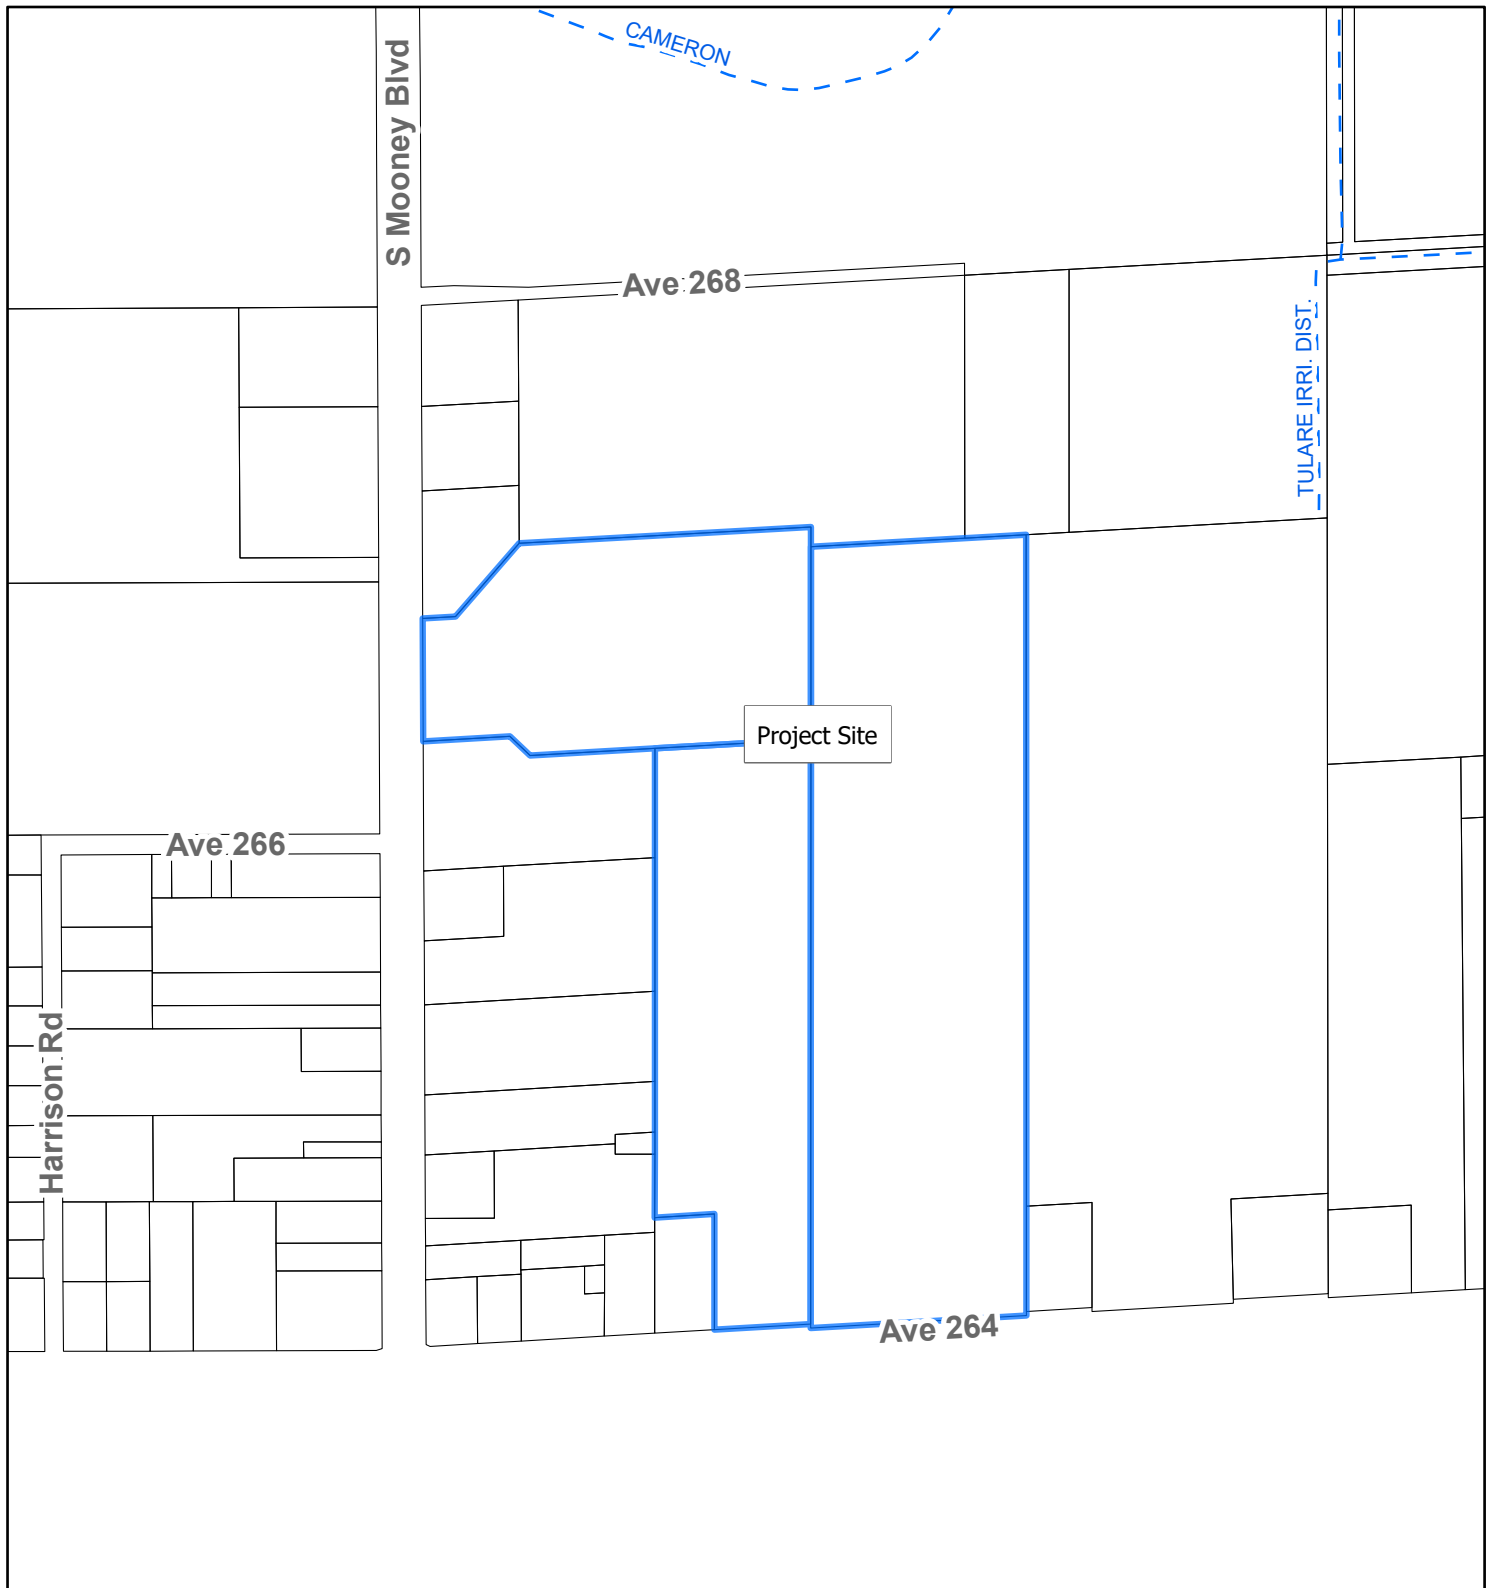 CAMERON
S Mooney Blvd
Ave 268
TULARE IRRI. DIST.
Project Site
Ave 266
Harrison Rd
Ave 264